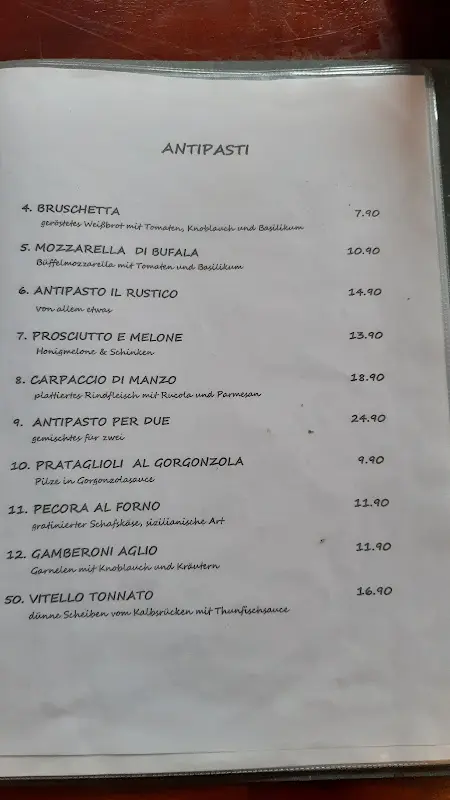 ANTIPASTI
4. BRUSCHETTA 7.90
geröstetes Weißbrot mit Tomaten, Knoblauch und Basilikum
5. MOZZARELLA DI BUFALA 10.90
Büffelmozzarella mit Tomaten und Basilikum
6. ANTIPASTO IL RUSTICO 14.90
von allem etwas
7. PROSCIUTTO E MELONE 13.90
Honigmelone & Schinken
8. CARPACCIO DI MANZO 18.90
plattiertes Rindfleisch mit Rucola und Parmesan
9. ANTIPASTO PER DUE 24.90
gemischtes für zwei
10. PRATAGLIOLI AL GORGONZOLA 9.90
Pilze in Gorgonzolasauce
11. PECORA AL FORNO 11.90
gratinierter Schafskäse, sizilianische Art
12. GAMBERONI AGLIO 11.90
Garnelen mit Knoblauch und Kräutern
50. VITELLO TONNATO 16.90
dünne Scheiben vom Kalbsrücken mit Thunfischsauce